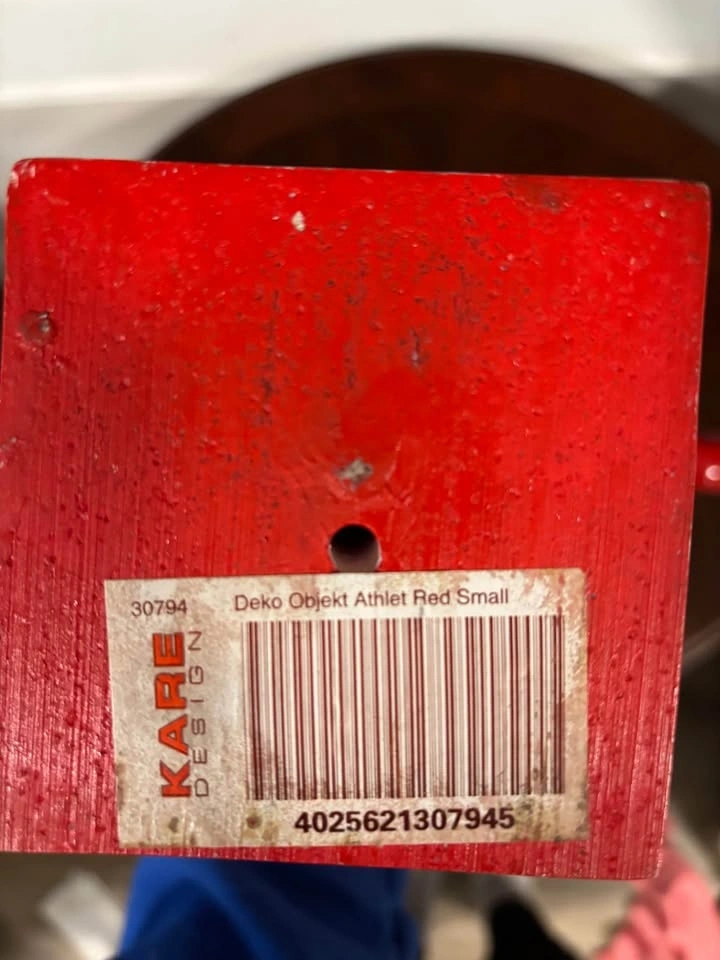 30794
Deko Objekt Athlet Red Small
KARE
DESIGN
4025621307945